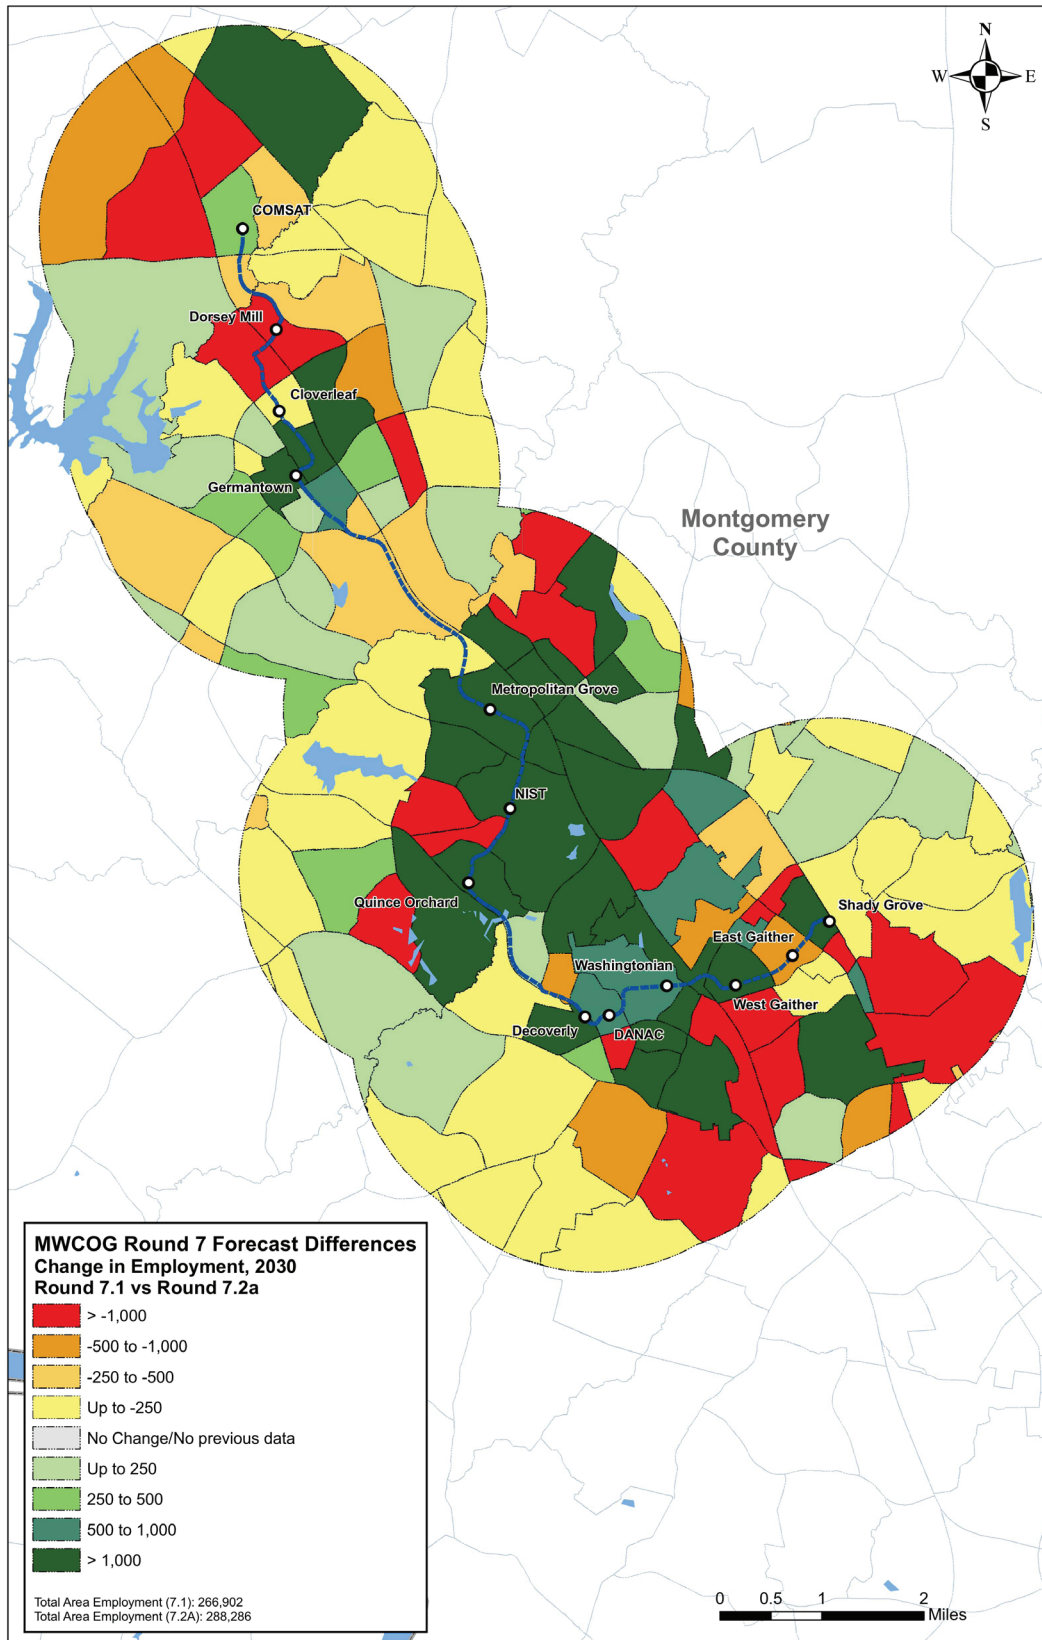 N
W
E
S
COMSAT
Dorsey Mill
Cloverleaf
Germantown
Montgomery
County
Metropolitan Grove
NIST
Quince Orchard
Shady Grove
East Gaither
Washingtonian
West Gaither
Decoverly
DANAC
MWCOG Round 7 Forecast Differences
Change in Employment, 2030
Round 7.1 vs Round 7.2a
> -1,000
-500 to -1,000
-250 to -500
Up to -250
No Change/No previous data
Up to 250
250 to 500
500 to 1,000
> 1,000
Total Area Employment (7.1): 266,902
Total Area Employment (7.2A): 288,286
0 0.5 1 2
Miles